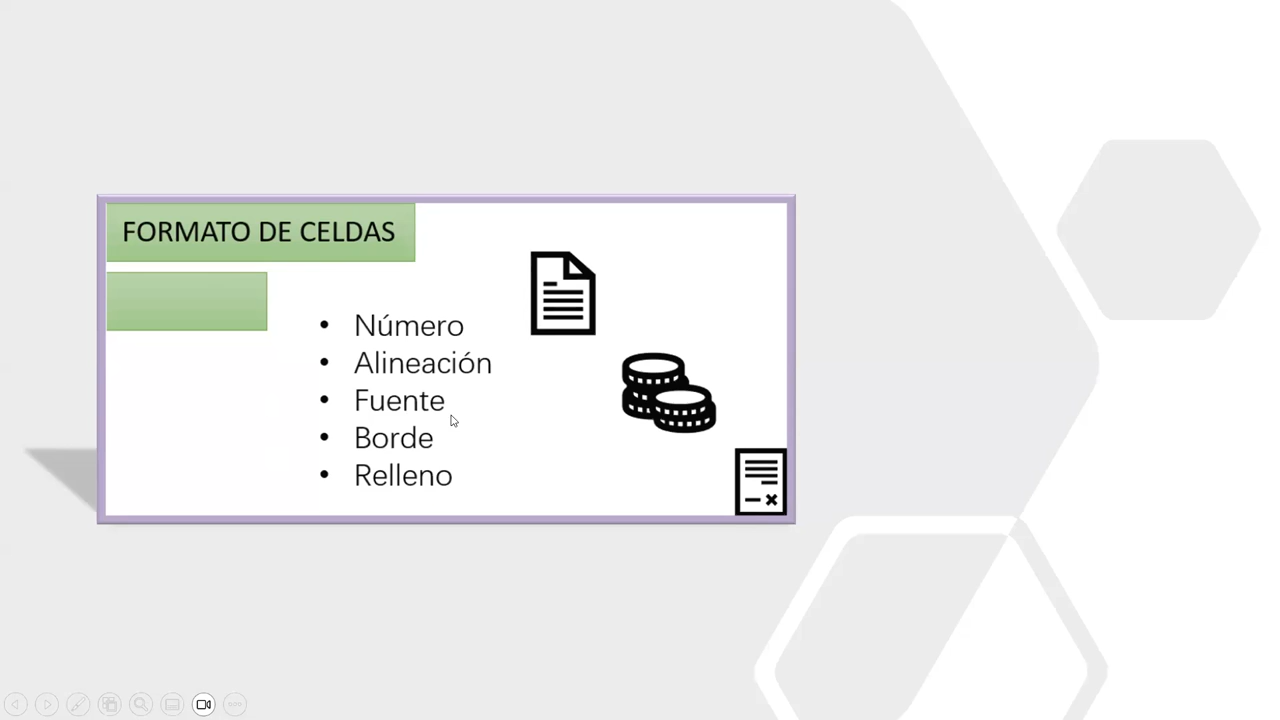 FORMATO DE CELDAS
• Número
• Alineación
• Fuente
• Borde
• Relleno